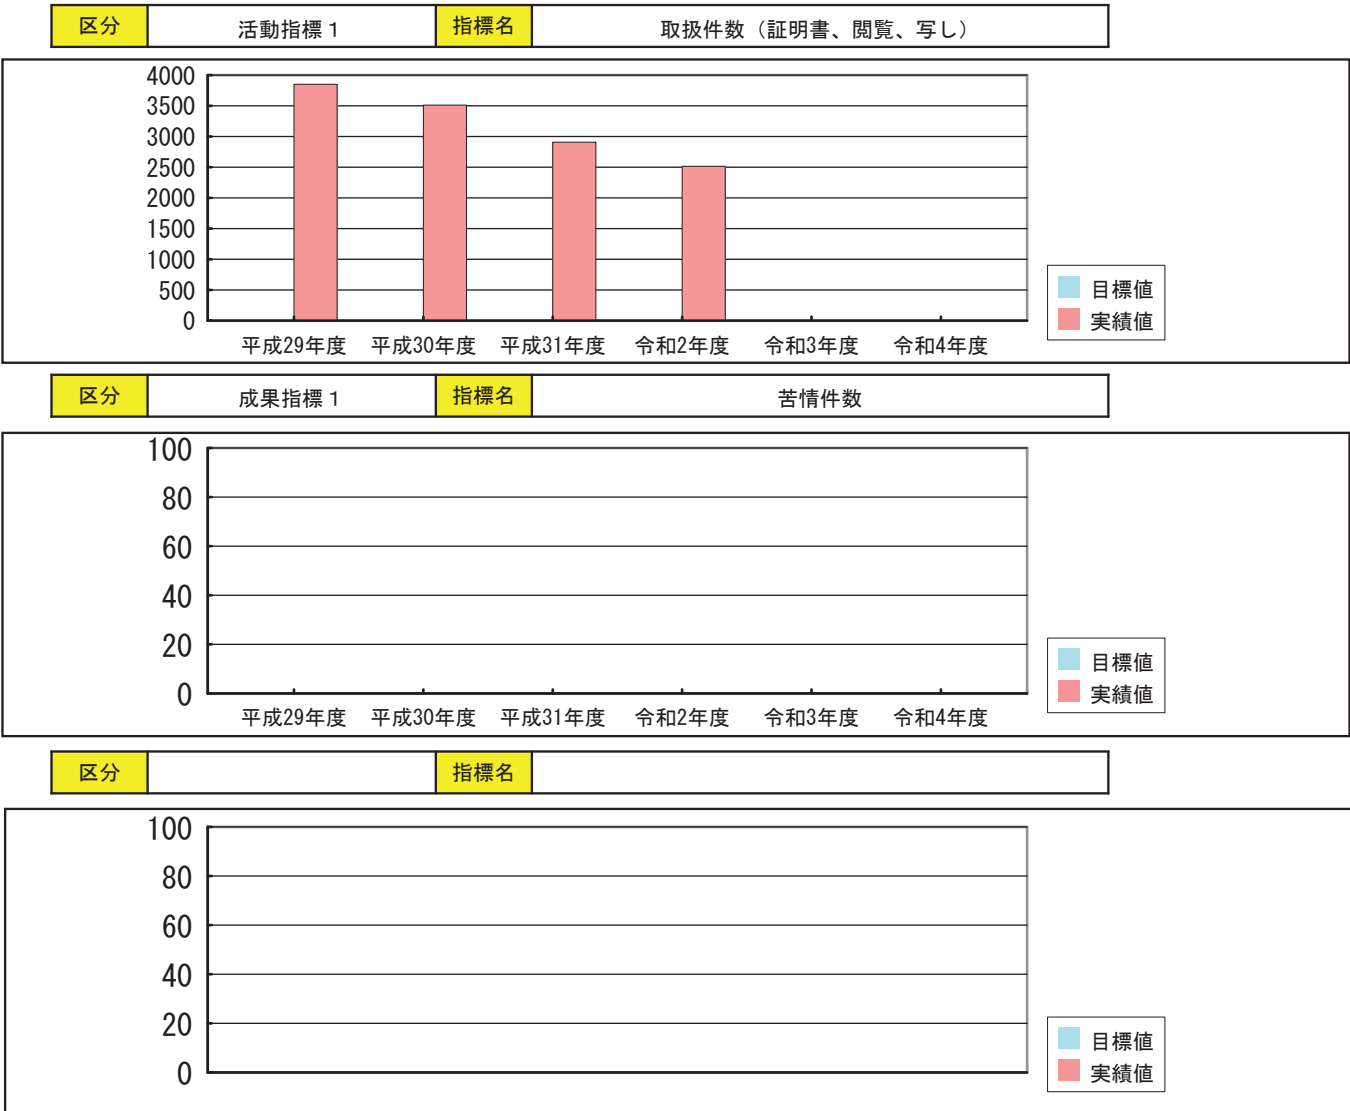 区分 活動指標１ 指標名 取扱件数（証明書、閲覧、写し）
4000
3500
3000
2500
2000
1500
1000
500
0
平成29年度 平成30年度 平成31年度 令和2年度 令和3年度 令和4年度
目標値
実績値
区分 成果指標１ 指標名 苦情件数
100
80
60
40
20
0
平成29年度 平成30年度 平成31年度 令和2年度 令和3年度 令和4年度
目標値
実績値
区分 指標名
100
80
60
40
20
0
目標値
実績値